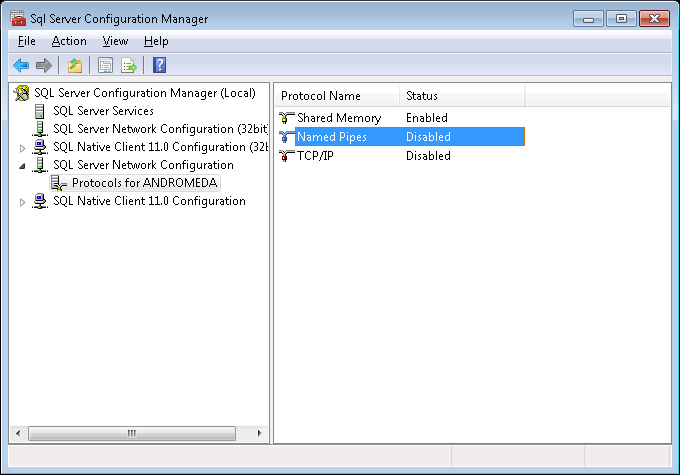 Sql Server Configuration Manager
File Action View Help
SQL Server Configuration Manager (Local)
SQL Server Services
SQL Server Network Configuration (32bit
SQL Native Client 11.0 Configuration (32b
SQL Server Network Configuration
Protocols for ANDROMEDA
SQL Native Client 11.0 Configuration
Protocol Name Status
Shared Memory Enabled
Named Pipes Disabled
TCP/IP Disabled